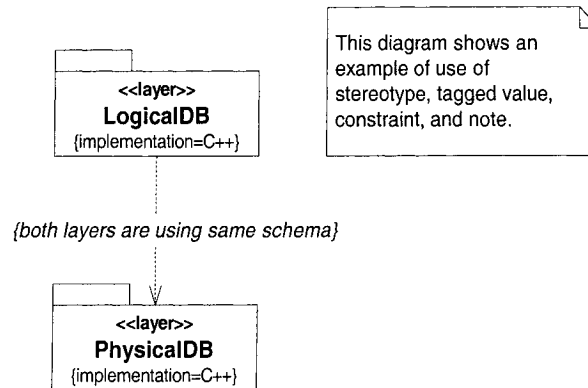 <<layer>>
LogicalDB
{implementation=C++}
This diagram shows an
example of use of
stereotype, tagged value,
constraint, and note.
{both layers are using same schema}
<<layer>>
PhysicalDB
{implementation=C++}